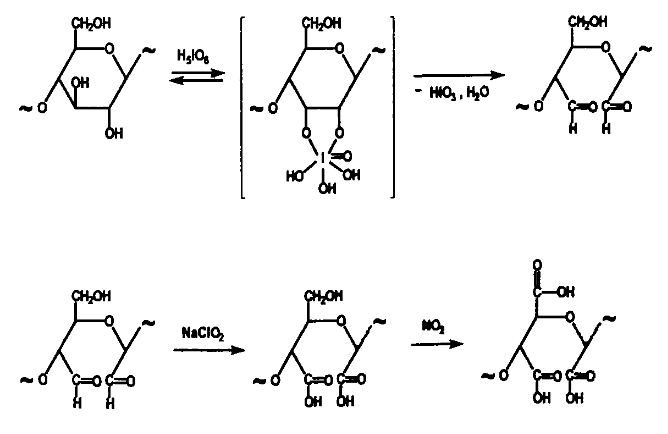 CH₂OH
O
OH
~ O
OH
~
H₅IO₆
CH₂OH
O
~
~ O
O O
I=O
HO OH
OH
- HIO₃, H₂O
CH₂OH
O
~
~ O
C=O C=O
H H
CH₂OH
O
~
~ O
C=O C=O
H H
NaClO₂
CH₂OH
O
~
~ O
C=O C=O
OH OH
NO₂
O
C-OH
O
~
~ O
C=O C=O
OH OH